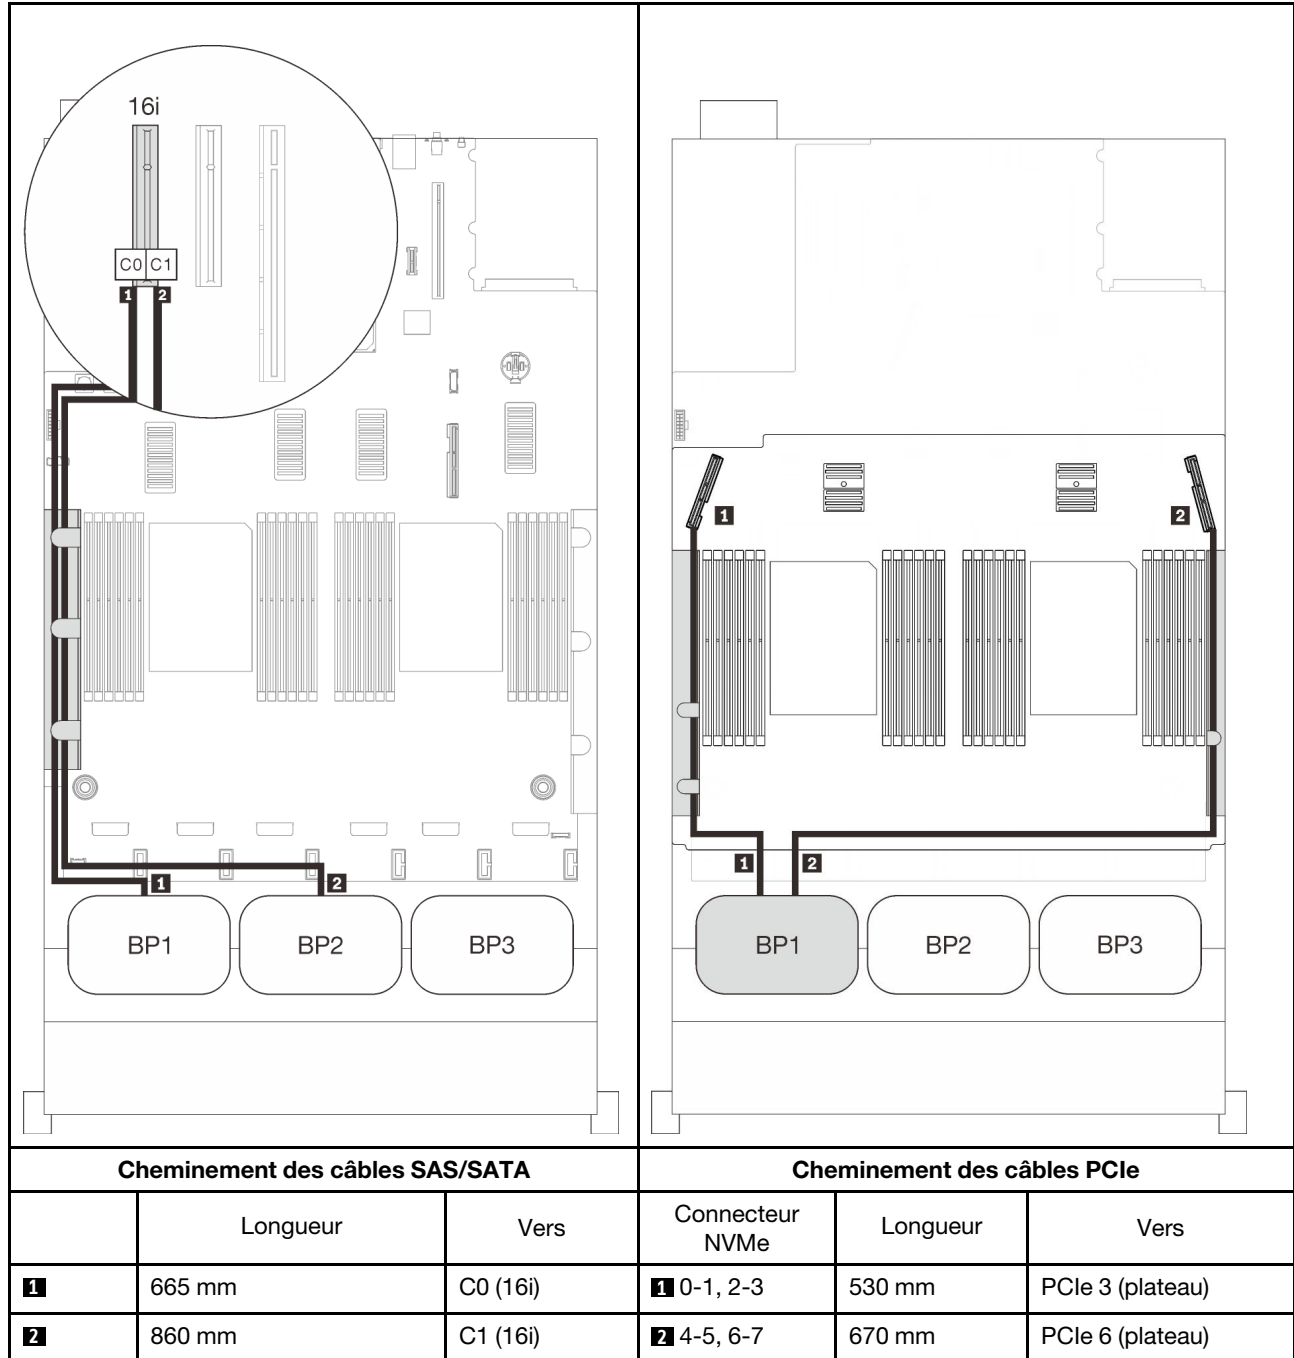 16i
C0 C1
1 2
1 2
BP1 BP2 BP3
1 2
1 2
BP1 BP2 BP3
Cheminement des câbles SAS/SATA
Cheminement des câbles PCIe
Longueur Vers
Connecteur NVMe Longueur Vers
1 665 mm C0 (16i)
1 0-1, 2-3 530 mm PCIe 3 (plateau)
2 860 mm C1 (16i)
2 4-5, 6-7 670 mm PCIe 6 (plateau)